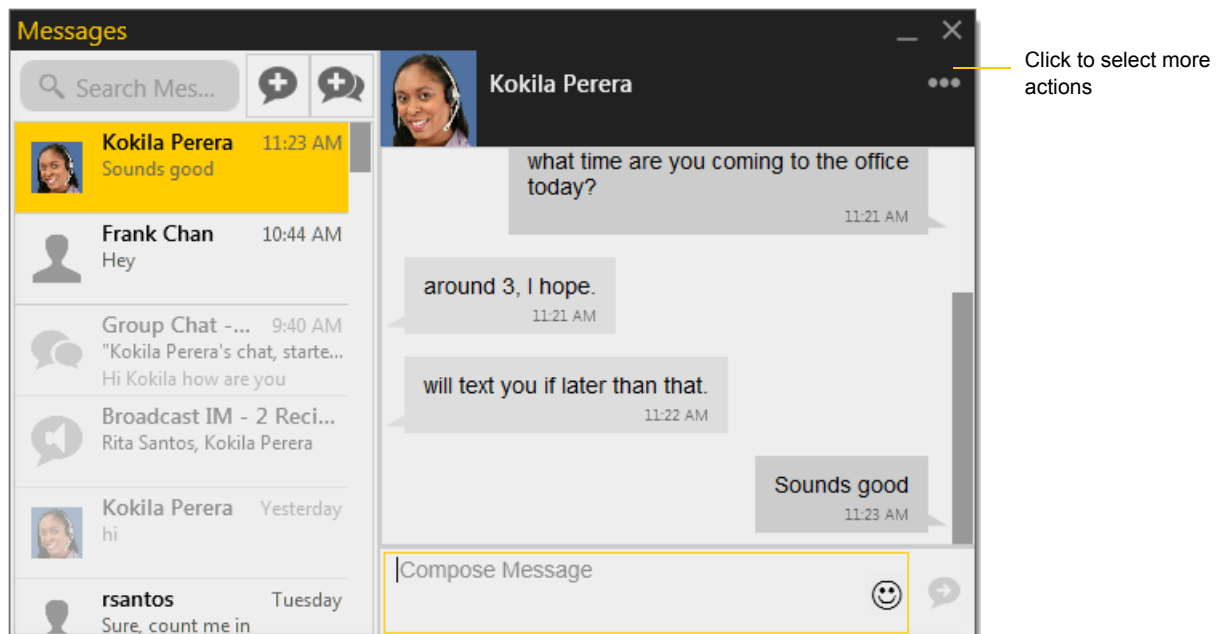 Messages
Search Mes...
Kokila Perera 11:23 AM
Sounds good
Frank Chan 10:44 AM
Hey
Group Chat -... 9:40 AM
"Kokila Perera's chat, starte...
Hi Kokila how are you
Broadcast IM - 2 Reci...
Rita Santos, Kokila Perera
Kokila Perera Yesterday
hi
rsantos Tuesday
Sure, count me in
Kokila Perera
what time are you coming to the office
today?
11:21 AM
around 3, I hope.
11:21 AM
will text you if later than that.
11:22 AM
Sounds good
11:23 AM
Compose Message
Click to select more
actions